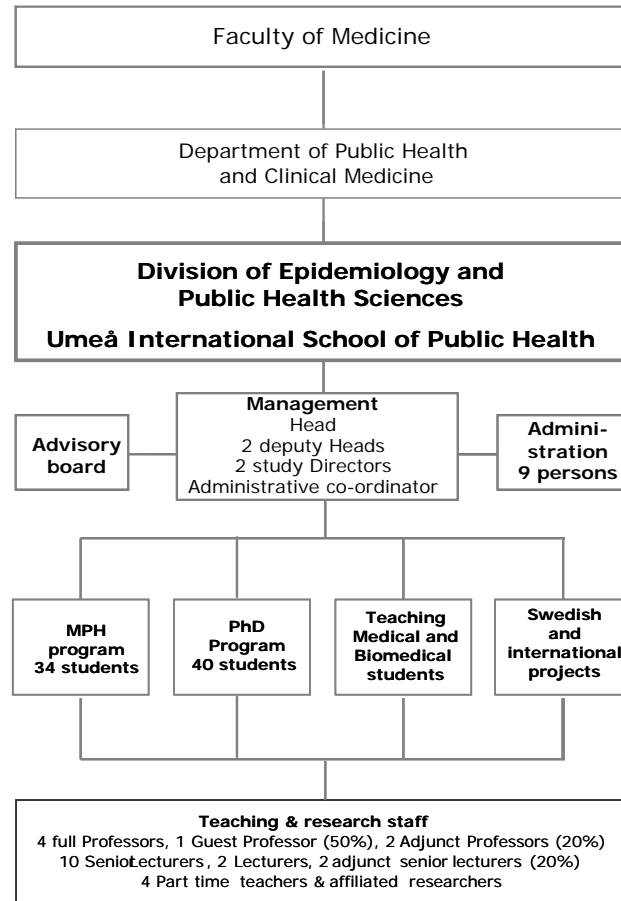 Faculty of Medicine
Department of Public Health
and Clinical Medicine
Division of Epidemiology and
Public Health Sciences
Umeå International School of Public Health
Advisory
board
Management
Head
2 deputy Heads
2 study Directors
Administrative co-ordinator
Admini-
stration
9 persons
MPH
program
34 students
PhD
Program
40 students
Teaching
Medical and
Biomedical
students
Swedish
and
international
projects
Teaching & research staff
4 full Professors, 1 Guest Professor (50%), 2 Adjunct Professors (20%)
10 Senior Lecturers, 2 Lecturers, 2 adjunct senior lecturers (20%)
4 Part time teachers & affiliated researchers